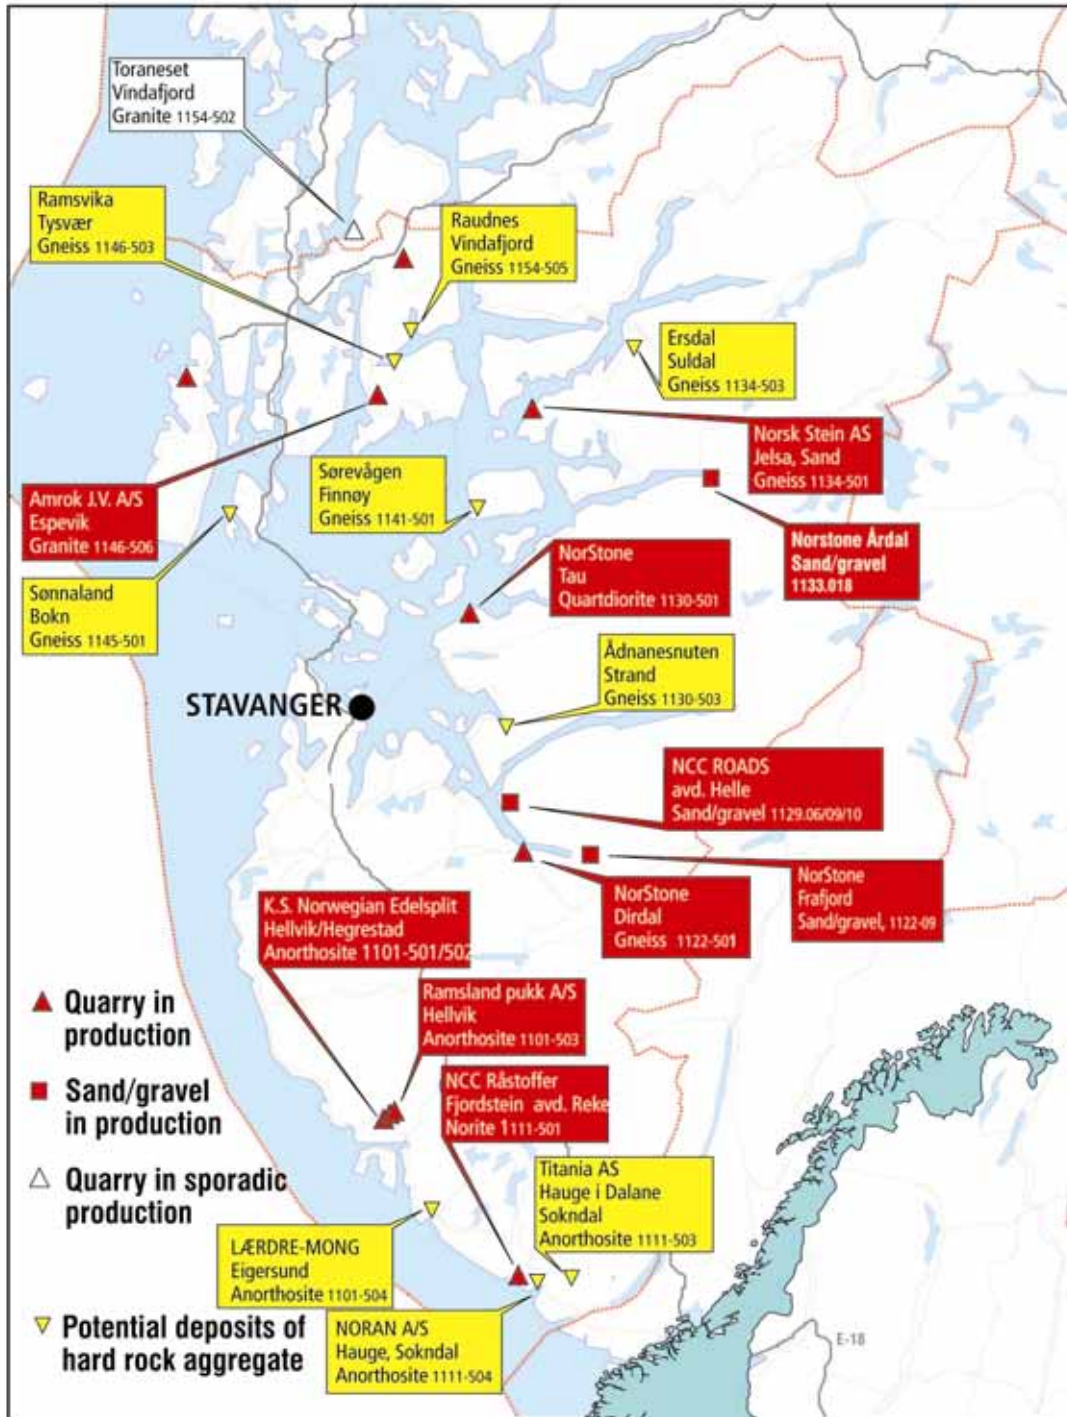 Toraneset
Vindafjord
Granite 1154-502
Ramsvika
Tysvær
Gneiss 1146-503
Raudnes
Vindafjord
Gneiss 1154-505
Ersdal
Suldal
Gneiss 1134-503
Norsk Stein AS
Jelsa, Sand
Gneiss 1134-501
Sørevågen
Finnøy
Gneiss 1141-501
Amrok J.V. A/S
Espevik
Granite 1146-506
Norstone Årdal
Sand/gravel
1133.018
NorStone
Tau
Quartdiorite 1130-501
Sønnaland
Bokn
Gneiss 1145-501
Ådnanesnuten
Strand
Gneiss 1130-503
STAVANGER
NCC ROADS
avd. Helle
Sand/gravel 1129.06/09/10
NorStone
Frafjord
Sand/gravel, 1122-09
NorStone
Dirdal
Gneiss 1122-501
K.S. Norwegian Edelsplit
Hellvik/Hegrestad
Anorthosite 1101-501/502
Ramsland pukk A/S
Hellvik
Anorthosite 1101-503
NCC Råstoffer
Fjordstein avd. Reke
Norite 1111-501
Titania AS
Hauge i Dalane
Sokndal
Anorthosite 1111-503
LÆRDRE-MONG
Eigersund
Anorthosite 1101-504
NORAN A/S
Hauge, Sokndal
Anorthosite 1111-504
Quarry in
production
Sand/gravel
in production
Quarry in sporadic
production
Potential deposits of
hard rock aggregate
E-18